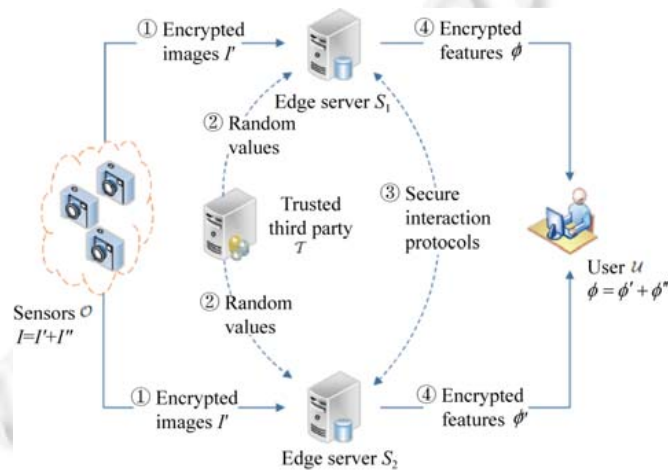 ① Encrypted
images I'
④ Encrypted
features ϕ
Edge server S₁
② Random
values
Trusted
third party
𝒯
③ Secure
interaction
protocols
Sensors 𝒪
I=I'+I''
User 𝒰
ϕ = ϕ' + ϕ''
② Random
values
① Encrypted
images I'
④ Encrypted
features ϕ'
Edge server S₂